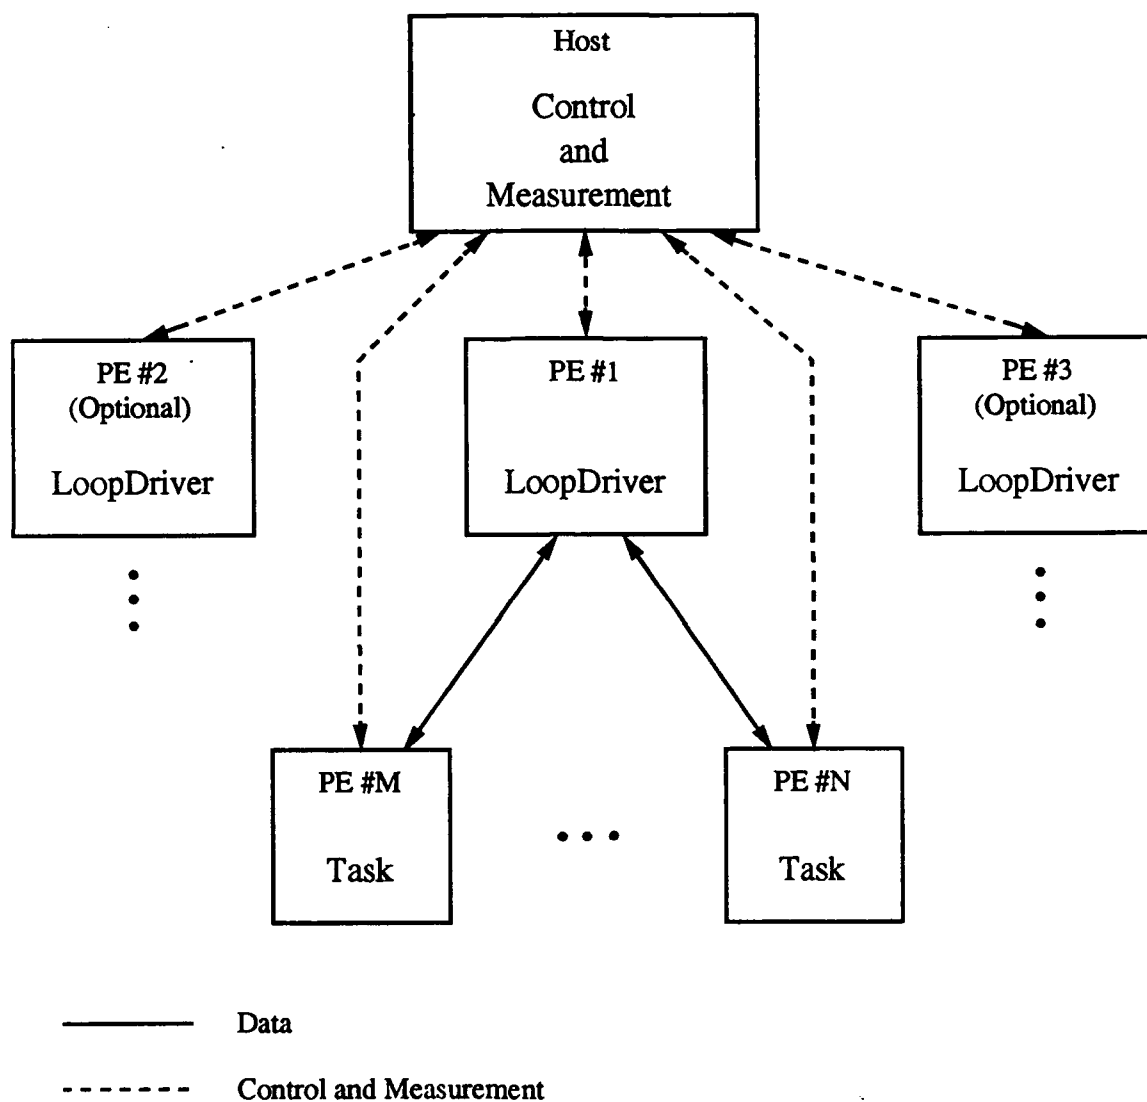 Host
Control
and
Measurement
PE #2
(Optional)
LoopDriver
PE #1
LoopDriver
PE #3
(Optional)
LoopDriver
PE #M
Task
PE #N
Task
Data
Control and Measurement